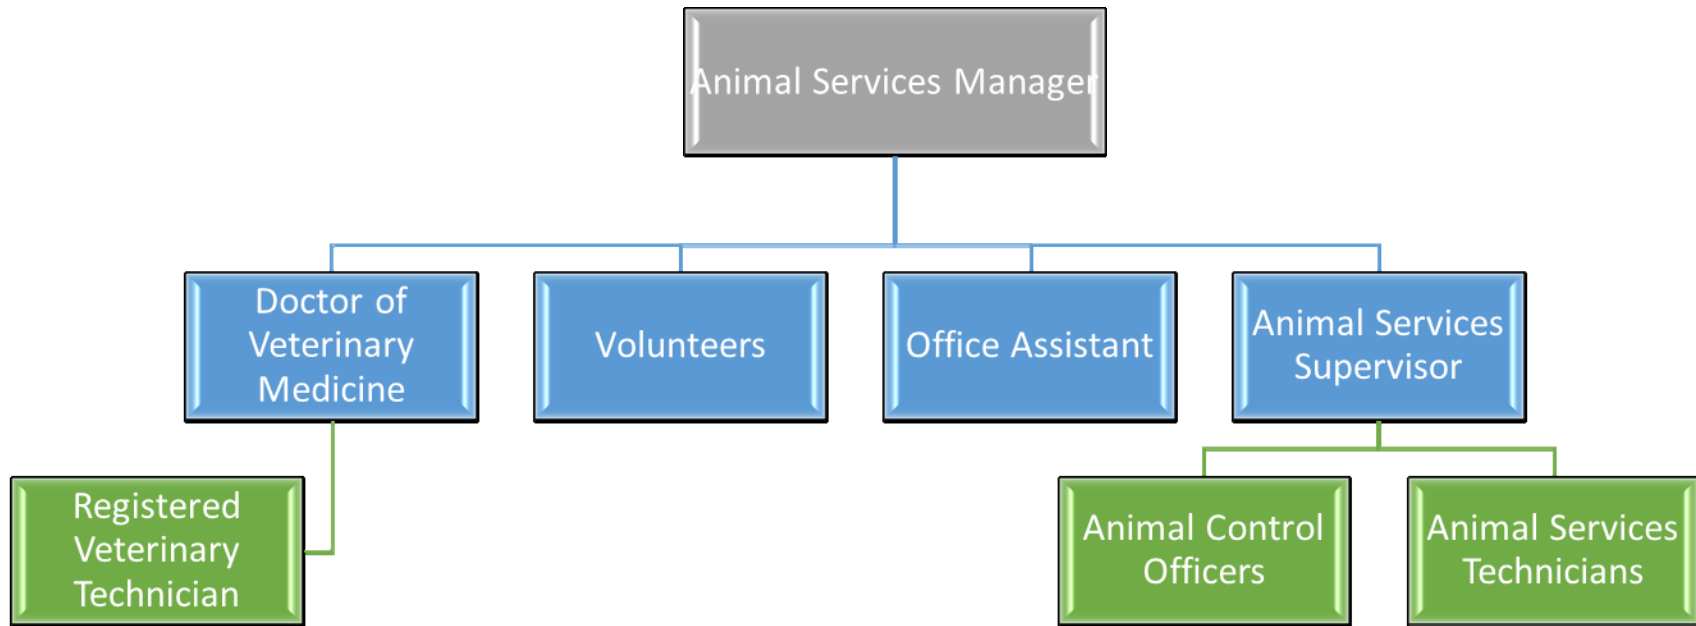 Animal Services Manager
Doctor of
Veterinary
Medicine
Volunteers
Office Assistant
Animal Services
Supervisor
Registered
Veterinary
Technician
Animal Control
Officers
Animal Services
Technicians